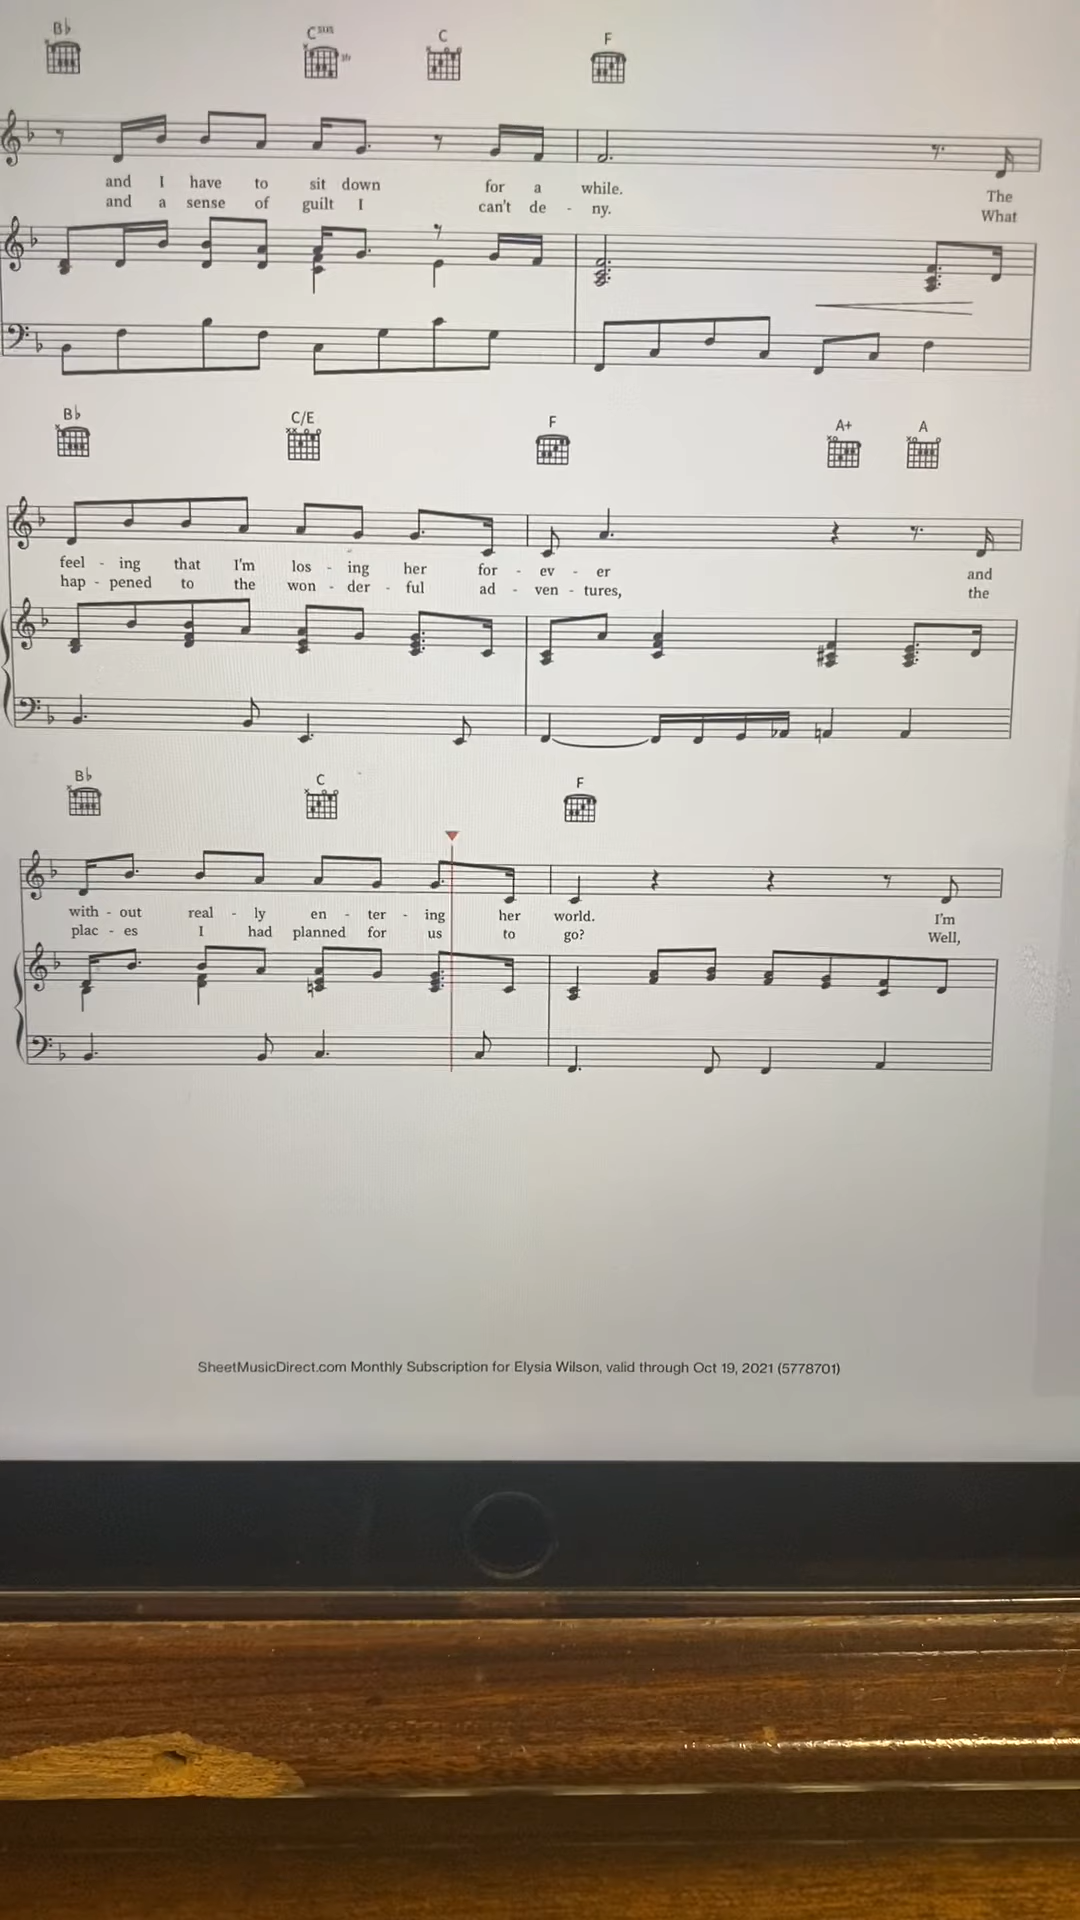 B♭ Csus C F
and I have to sit down for a while. The
and a sense of guilt I can't de - ny. What
B♭ C/E F A+ A
feel - ing that I'm los - ing her for - ev - er and
hap - pened to the won - der - ful ad - ven - tures, the
B♭ C F
with - out real - ly en - ter - ing her world. I'm
plac - es I had planned for us to go? Well,
SheetMusicDirect.com Monthly Subscription for Elysia Wilson, valid through Oct 19, 2021 (5778701)